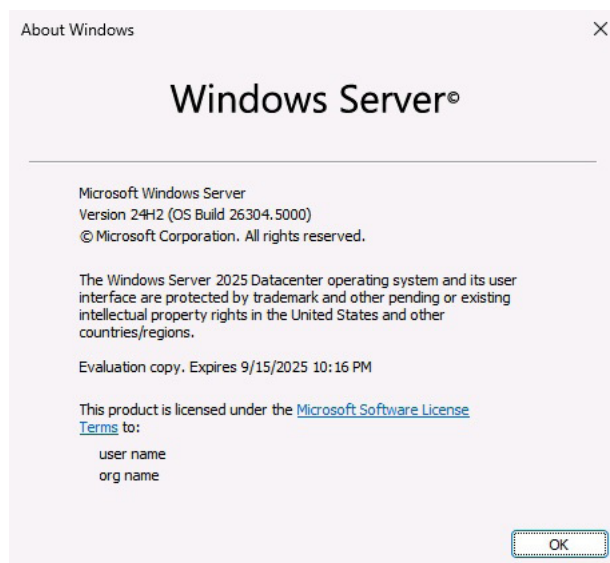 About Windows
Windows Server©
Microsoft Windows Server
Version 24H2 (OS Build 26304.5000)
© Microsoft Corporation. All rights reserved.
The Windows Server 2025 Datacenter operating system and its user
interface are protected by trademark and other pending or existing
intellectual property rights in the United States and other
countries/regions.
Evaluation copy. Expires 9/15/2025 10:16 PM
This product is licensed under the Microsoft Software License
Terms to:
user name
org name
OK